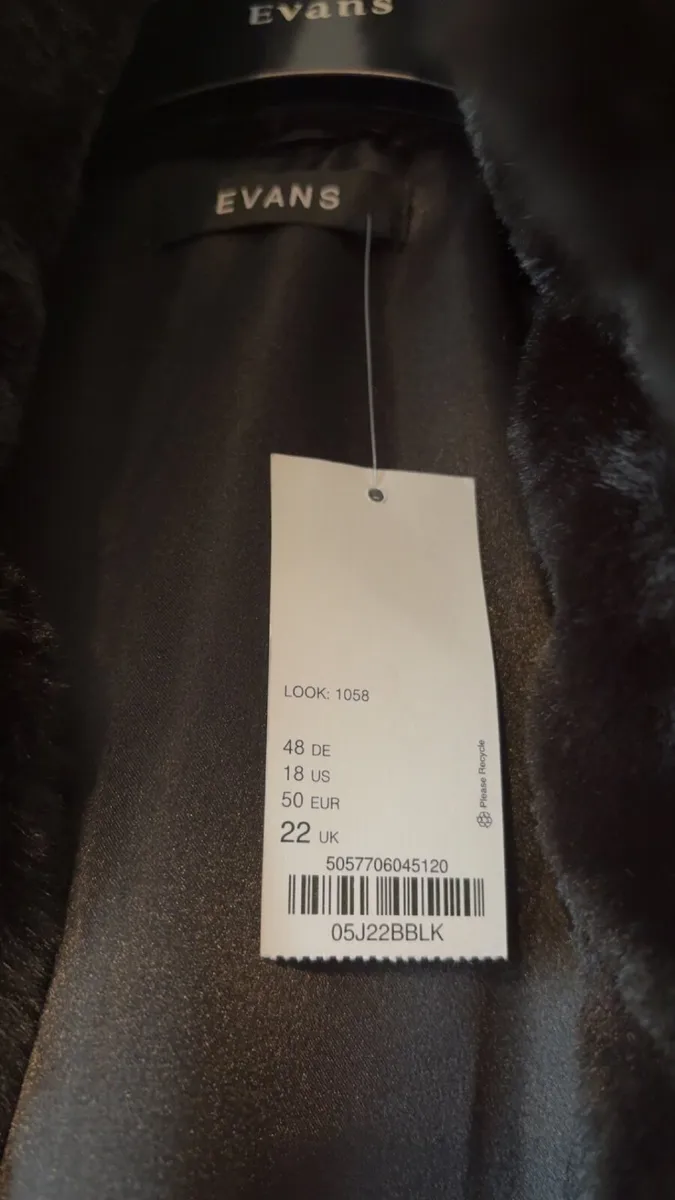 Evans
EVANS
LOOK: 1058
48 DE
18 US
50 EUR
22 UK
Please Recycle
5057706045120
05J22BBLK